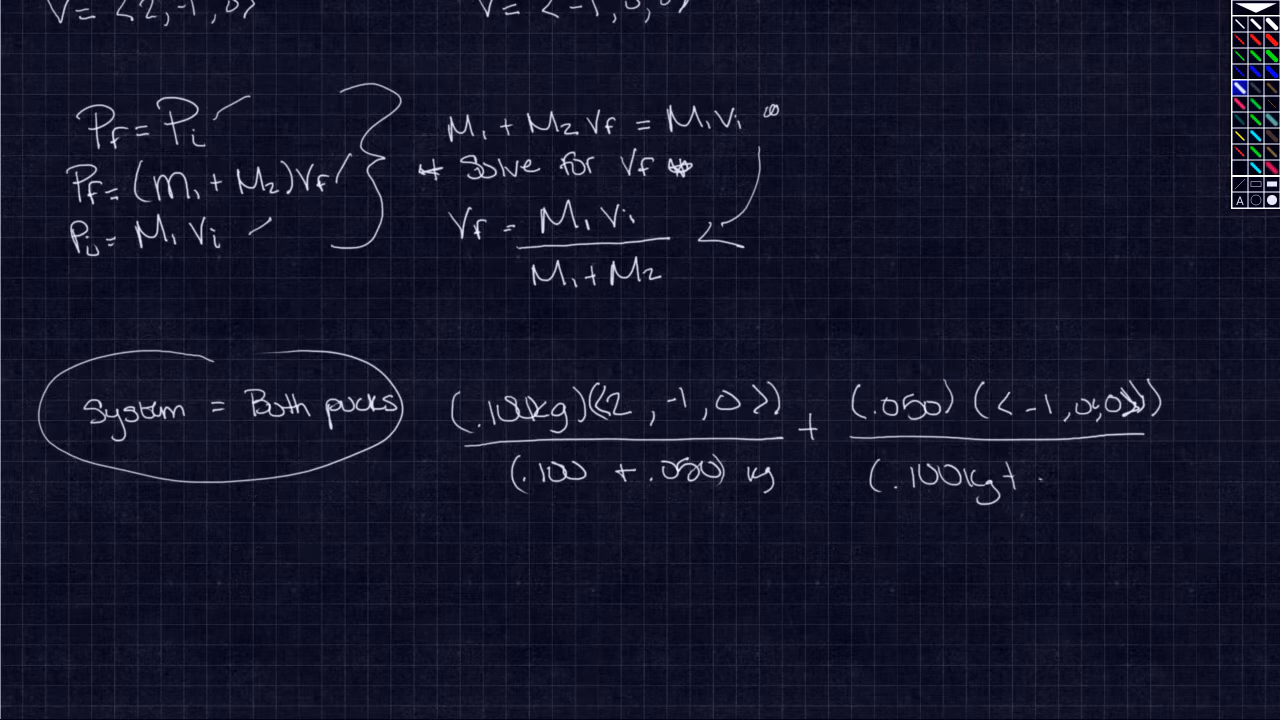 V = <2, -1, 0>
V = <-1, 0, 0>
Pf = Pi
Pf = (m1 + M2)Vf
Pi = M1 Vi
M1 + M2 Vf = M1 Vi
* Solve for Vf *
Vf = M1 Vi / M1 + M2
System = Both pucks
(.100kg)(<2, -1, 0>) + (.050) (<-1, 0, 0>)
(.100 + .050) kg
(.100kg +
A